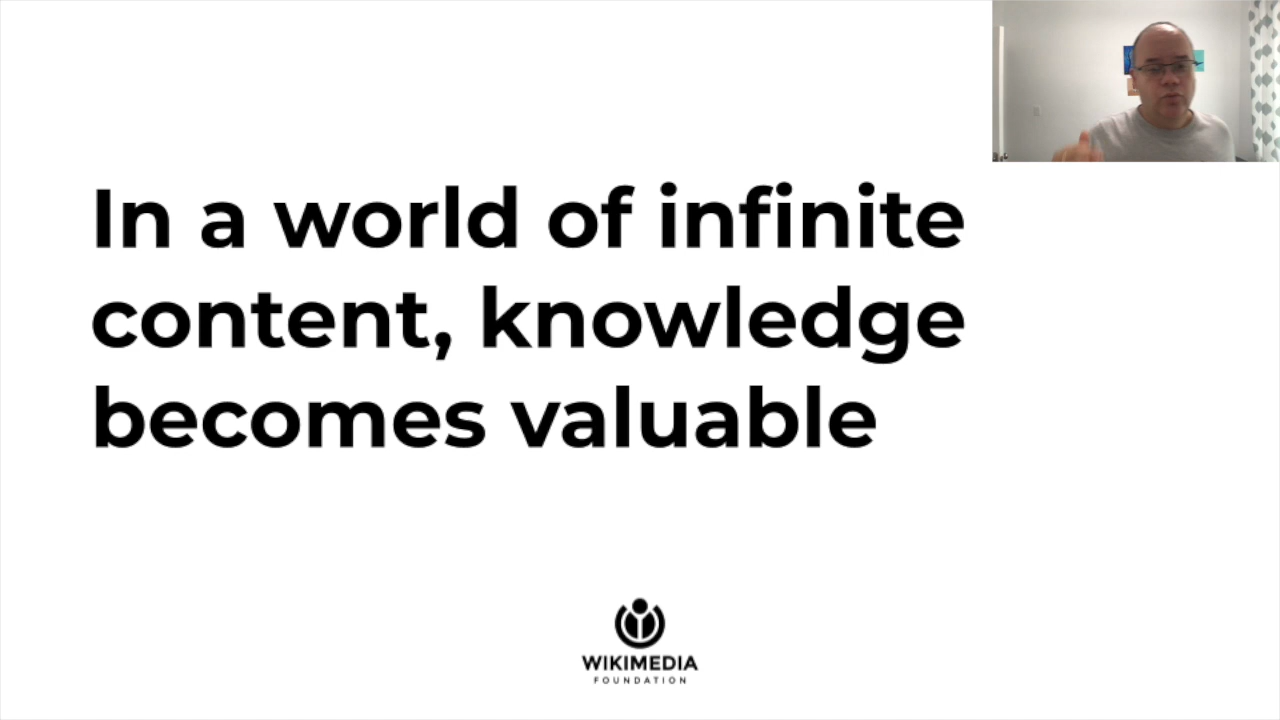 In a world of infinite
content, knowledge
becomes valuable
WIKIMEDIA
FOUNDATION